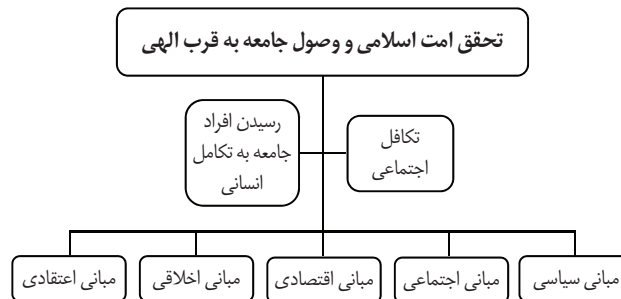 تحقق امت اسلامی و وصول جامعه به قرب الهی
تکافل
اجتماعی
رسیدن افراد
جامعه به تکامل
انسانی
مبانی سیاسی
مبانی اجتماعی
مبانی اقتصادی
مبانی اخلاقی
مبانی اعتقادی